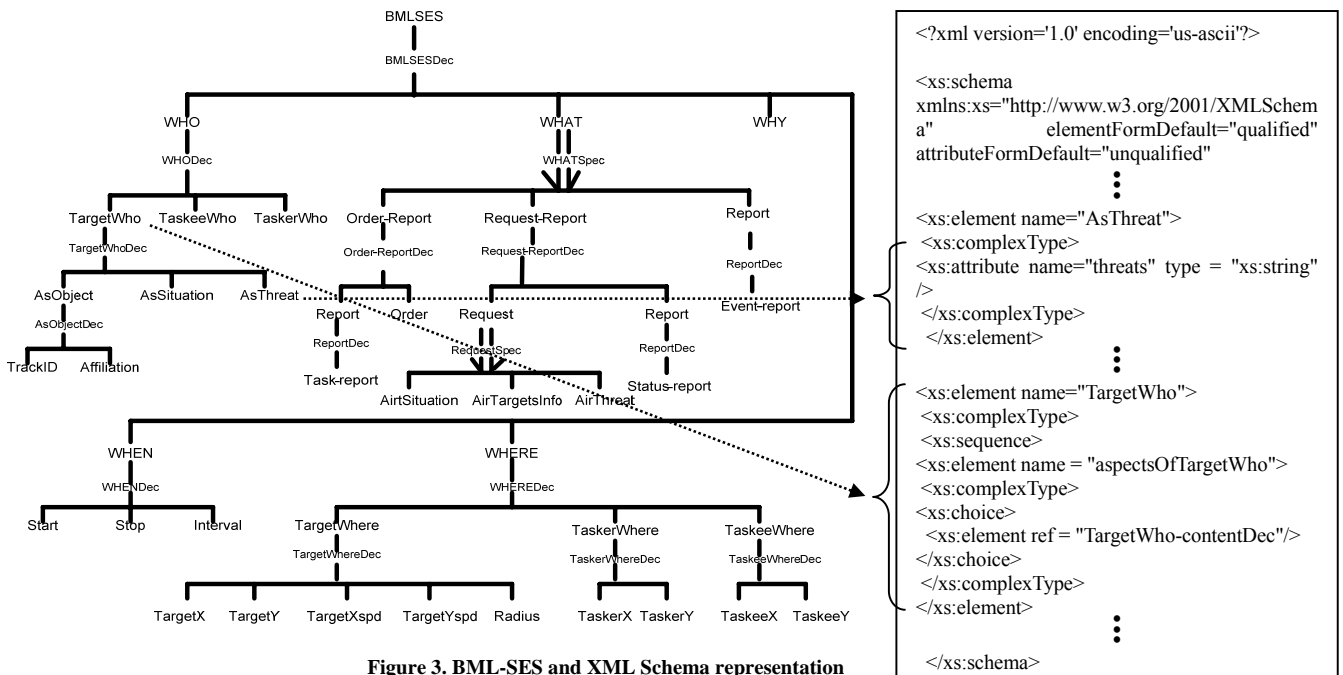 BMLSES
BMLSESDec
WHO WHAT WHY
WHODec WHATSpec
TargetWho TaskeeWho TaskerWho Order-Report Request-Report Report
TargetWhoDec Order-ReportDec Request-ReportDec ReportDec
AsObject AsSituation AsThreat Report Order Request Report Event-report
AsObjectDec ReportDec RequestSpec ReportDec
TrackID Affiliation Task-report AirtSituation AirTargetsInfo AirThreat Status-report
WHEN WHERE
WHENDec WHEREDec
Start Stop Interval TargetWhere TaskerWhere TaskeeWhere
TargetWhereDec TaskerWhereDec TaskeeWhereDec
TargetX TargetY TargetXspd TargetYspd Radius TaskerX TaskerY TaskeeX TaskeeY
<?xml version='1.0' encoding='us-ascii'?>
<xs:schema
xmlns:xs="http://www.w3.org/2001/XMLSchem
a" elementFormDefault="qualified"
attributeFormDefault="unqualified"
<xs:element name="AsThreat">
<xs:complexType>
<xs:attribute name="threats" type = "xs:string"
/>
</xs:complexType>
</xs:element>
<xs:element name="TargetWho">
<xs:complexType>
<xs:sequence>
<xs:element name = "aspectsOfTargetWho">
<xs:complexType>
<xs:choice>
<xs:element ref = "TargetWho-contentDec"/>
</xs:choice>
</xs:complexType>
</xs:element>
</xs:schema>
Figure 3. BML-SES and XML Schema representation